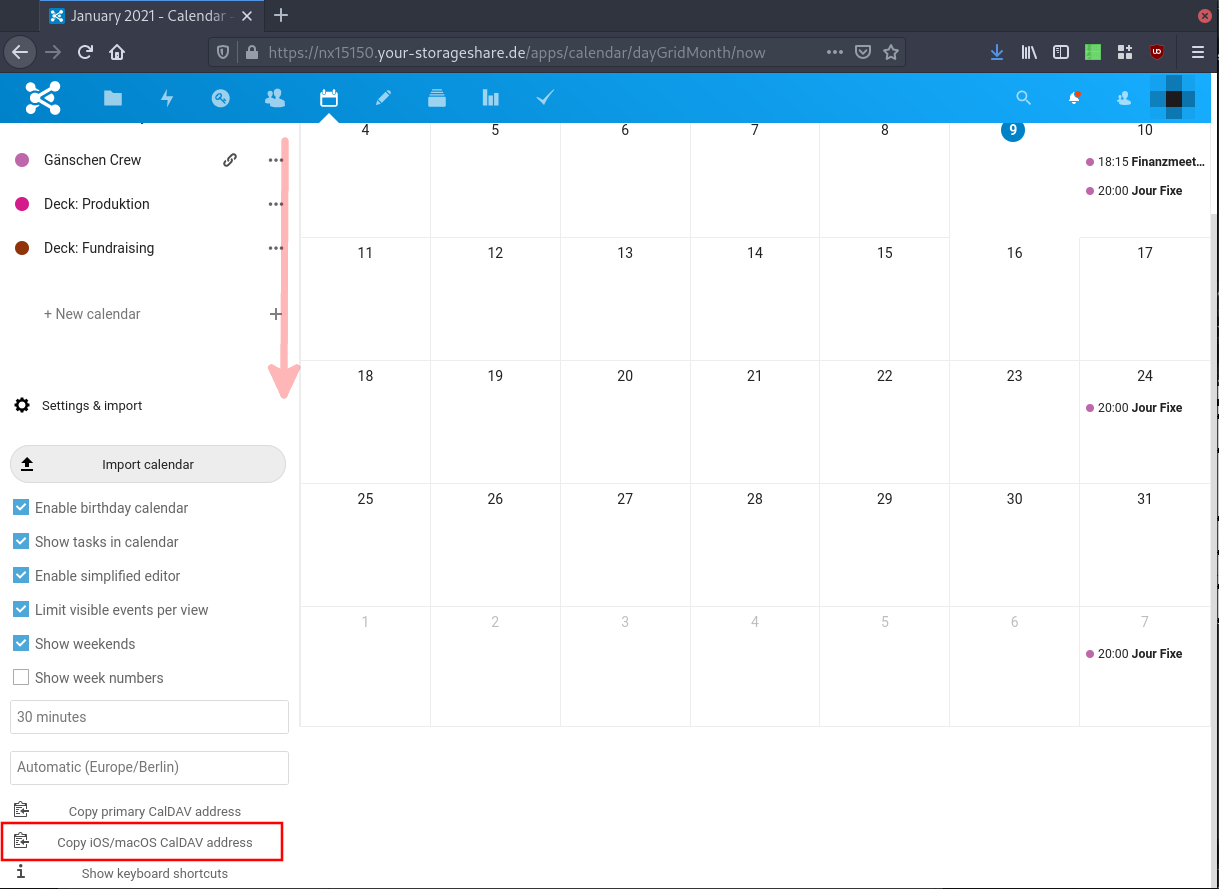 January 2021 - Calendar -
https://nx15150.your-storageshare.de/apps/calendar/dayGridMonth/now
Gänschen Crew
Deck: Produktion
Deck: Fundraising
+ New calendar
Settings & import
Import calendar
Enable birthday calendar
Show tasks in calendar
Enable simplified editor
Limit visible events per view
Show weekends
Show week numbers
30 minutes
Automatic (Europe/Berlin)
Copy primary CalDAV address
Copy iOS/macOS CalDAV address
Show keyboard shortcuts
4 5 6 7 8 9 10
18:15 Finanzmeet...
20:00 Jour Fixe
11 12 13 14 15 16 17
18 19 20 21 22 23 24
20:00 Jour Fixe
25 26 27 28 29 30 31
1 2 3 4 5 6 7
20:00 Jour Fixe